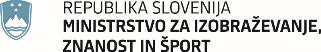 REPUBLIKA SLOVENIJA
MINISTRSTVO ZA IZOBRAŽEVANJE,
ZNANOST IN ŠPORT